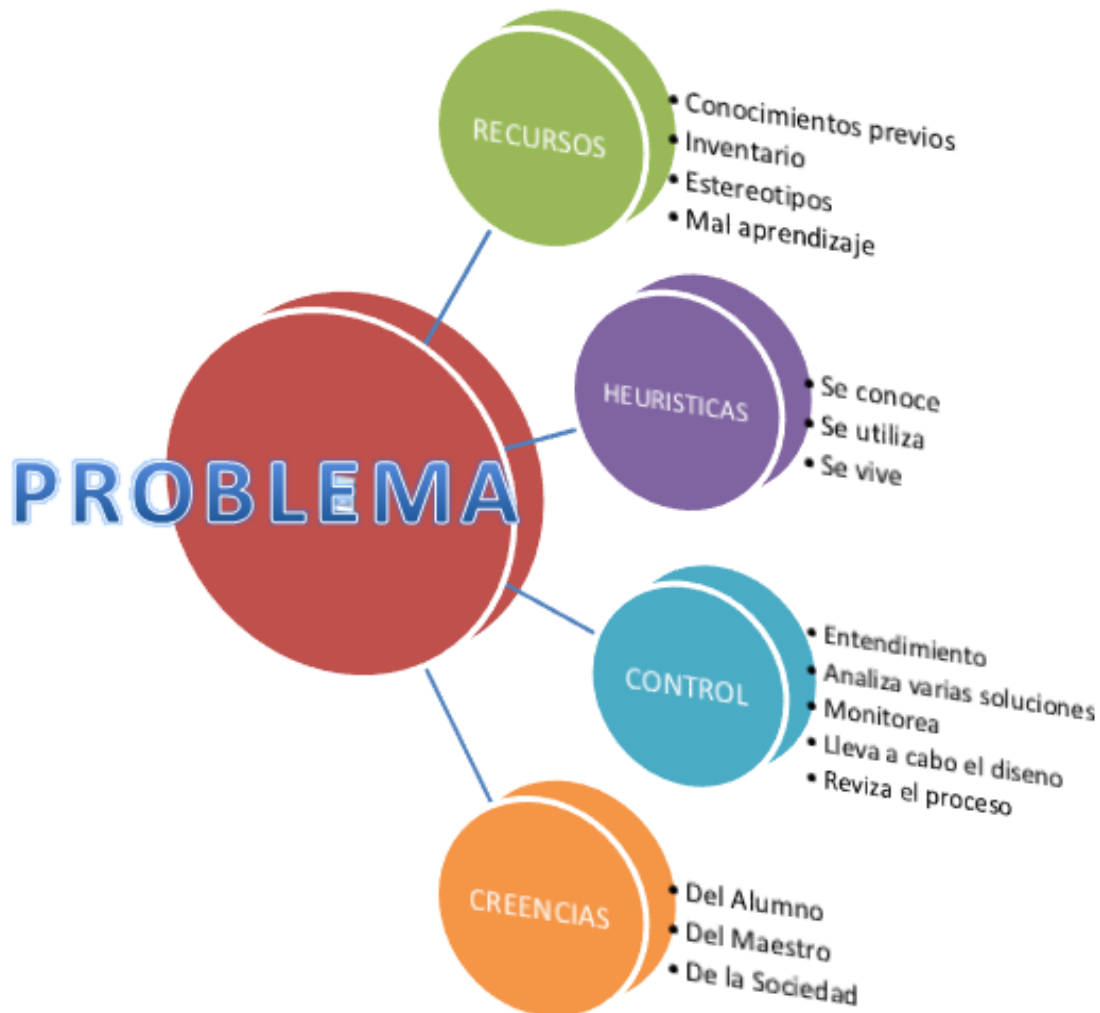 PROBLEMA
RECURSOS
• Conocimientos previos
• Inventario
• Estereotipos
• Mal aprendizaje
HEURISTICAS
• Se conoce
• Se utiliza
• Se vive
CONTROL
• Entendimiento
• Analiza varias soluciones
• Monitorea
• Lleva a cabo el diseno
• Reviza el proceso
CREENCIAS
• Del Alumno
• Del Maestro
• De la Sociedad